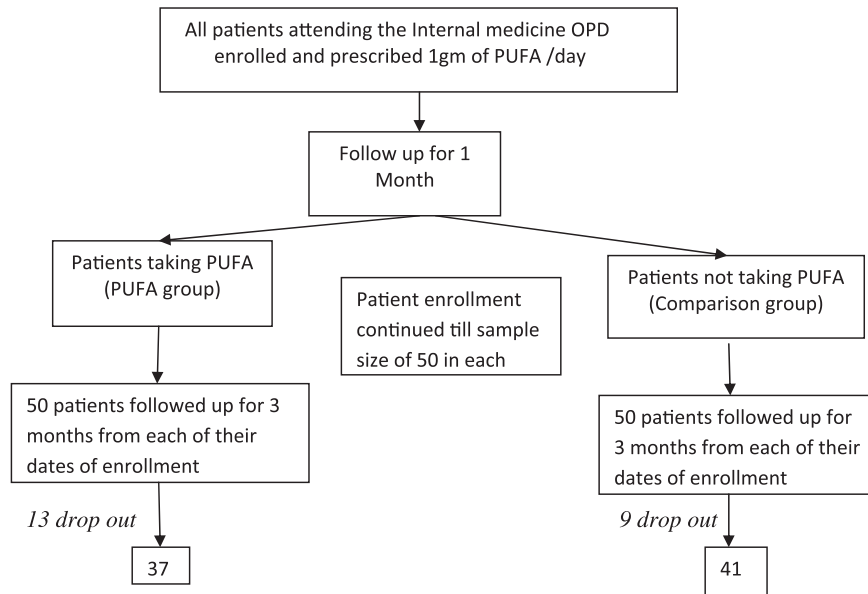 All patients attending the Internal medicine OPD
enrolled and prescribed 1gm of PUFA /day
Follow up for 1
Month
Patients taking PUFA
(PUFA group)
Patient enrollment
continued till sample
size of 50 in each
Patients not taking PUFA
(Comparison group)
50 patients followed up for 3
months from each of their
dates of enrollment
50 patients followed up for
3 months from each of their
dates of enrollment
13 drop out
9 drop out
37
41